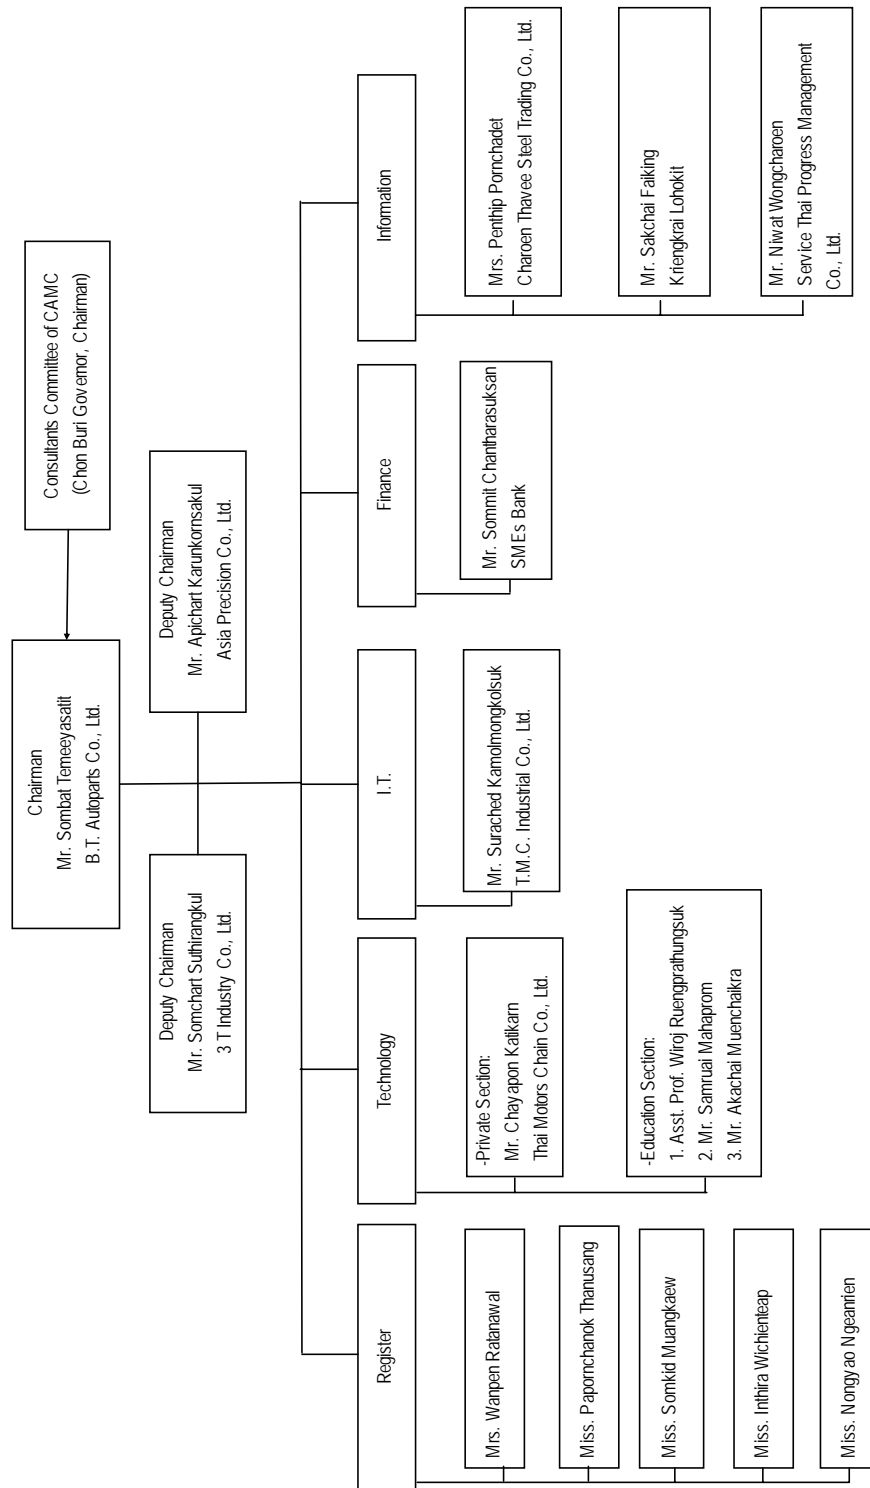 Consultants Committee of CAMC
(Chon Buri Governor, Chairman)
Chairman
Mr. Sombat Temeeyasatit
B.T. Autoparts Co., Ltd.
Deputy Chairman
Mr. Somchart Suthirangkul
3 T Industry Co., Ltd.
Deputy Chairman
Mr. Apichart Karunkornsakul
Asia Precision Co., Ltd.
Register
Mrs. Wanpen Ratanawal
Miss. Papornchanok Thanusang
Miss. Somkid Muangkaew
Miss. Inthira Wichienteap
Miss. Nongyao Ngeanrien
Technology
-Private Section:
Mr. Chayapon Katikarn
Thai Motors Chain Co., Ltd.
-Education Section:
1. Asst. Prof. Wiroj Ruengprathungsuk
2. Mr. Samruai Mahaprom
3. Mr. Akachai Muenchaikra
I.T.
Mr. Surached Kamolmongkolsuk
T.M.C. Industrial Co., Ltd.
Finance
Mr. Sommit Chantharasuksan
SMEs Bank
Information
Mrs. Penthip Pornchadet
Charoen Thavee Steel Trading Co., Ltd.
Mr. Sakchai Faiking
Kriengkrai Lohokit
Mr. Niwat Wongcharoen
Service Thai Progress Management
Co., Ltd.